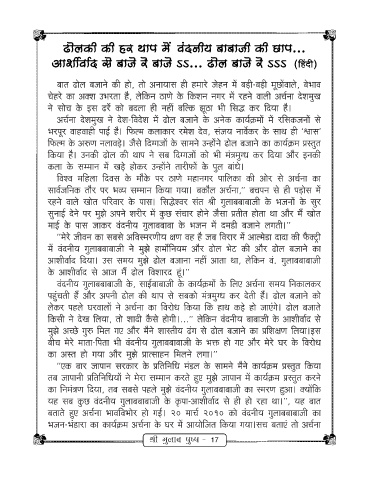 ढोलकी की हर थाप में वंदनीय बाबाजी की छाप...
आशीर्वाद से बाजे रे बाजे ऽऽ... ढोल बाजे रे ऽऽऽ (हिंदी)
बात ढोल बजाने की हो, तो अनायास ही हमारे जेहन में बड़ी-बड़ी मूछोंवाले, बेभाव
चेहरे का अक्श उभरता है, लेकिन ठाणे के किशन नगर में रहने वाली अर्चना देशमुख
ने सोच के इस दर्रे को बदला ही नहीं बल्कि झूठा भी सिद्ध कर दिया है।
अर्चना देशमुख ने देश-विदेश में ढोल बजाने के अनेक कार्यक्रमों में रसिकजनों से
भरपूर वाहवाही पाई है। फिल्म कलाकार रमेश देव, संजय नार्वेकर के साथ ही 'श्वास'
फिल्म के अरुण नलावड़े। जैसे दिग्गजों के सामने उन्होंने ढोल बजाने का कार्यक्रम प्रस्तुत
किया है। उनकी ढोल की थाप ने सब दिग्गजों को भी मंत्रमुग्ध कर दिया और इनकी
कला के सम्मान में खड़े होकर उन्होंने तारीफों के पुल बांधे।
विश्व महिला दिवस के मौके पर ठाणे महानगर पालिका की ओर से अर्चना का
सार्वजनिक तौर पर भव्य सम्मान किया गया। बकौल अर्चना," बचपन से ही पड़ोस में
रहने वाले खोत परिवार के पास। सिद्धेश्वर संत श्री गुलाबबाबाजी के भजनों के सुर
सुनाई देने पर मुझे अपने शरीर में कुछ संचार होने जैसा प्रतीत होता था और मैं खोत
माई के पास जाकर वंदनीय गुलाबबाबा के भजन में दमडी बजाने लगती।"
"मेरे जीवन का सबसे अविस्मरणीय क्षण वह है जब विरार में आत्मेडा दादा की फैक्ट्री
में वंदनीय गुलाबबाबाजी ने मुझे हार्मोनियम और ढोल भेंट की और ढोल बजाने का
आशीर्वाद दिया। उस समय मुझे ढोल बजाना नहीं आता था, लेकिन वं. गुलाबबाबाजी
के आशीर्वाद से आज मैं ढोल विशारद हूं।"
वंदनीय गुलाबबाबाजी के, साईंबाबाजी के कार्यक्रमों के लिए अर्चना समय निकालकर
पहुंचती हैं और अपनी ढोल की थाप से सबको मंत्रमुग्ध कर देती हैं। ढोल बजाने को
लेकर पहले घरवालों ने अर्चना का विरोध किया कि हाथ कड़े हो जाएंगे। ढोल बजाते
किसी ने देख लिया, तो शादी कैसे होगी।..." लेकिन वंदनीय बाबाजी के आशीर्वाद से
मुझे अच्छे गुरु मिल गए और मैंने शास्तीय ढंग से ढोल बजाने का प्रशिक्षण लिया।इस
बीच मेरे माता-पिता भी वंदनीय गुलाबबाबाजी के भक्त हो गए और मेरे घर के विरोध
का अस्त हो गया और मुझे प्रात्साहन मिलने लगा।"
"एक बार जापान सरकार के प्रतिनिधि मंडल के सामने मैंने कार्यक्रम प्रस्तुत किया
तब जापानी प्रतिनिधियों ने मेरा सम्मान करते हुए मुझे जापान में कार्यक्रम प्रस्तुत करने
का निमंत्रण दिया, तब सबसे पहले मुझे वंदनीय गुलाबबाबाजी का स्मरण हुआ। क्योंकि
यह सब कुछ वंदनीय गुलाबबाबाजी के कृपा-आशीर्वाद से ही हो रहा था।", यह बात
बताते हुए अर्चना भावविभोर हो गईं। २० मार्च २०१० को वंदनीय गुलाबबाबाजी का
भजन-भंडारा का कार्यक्रम अर्चना के घर में आयोजित किया गया।सच बताएं तो अर्चना
श्री गुलाब पुष्प - 17